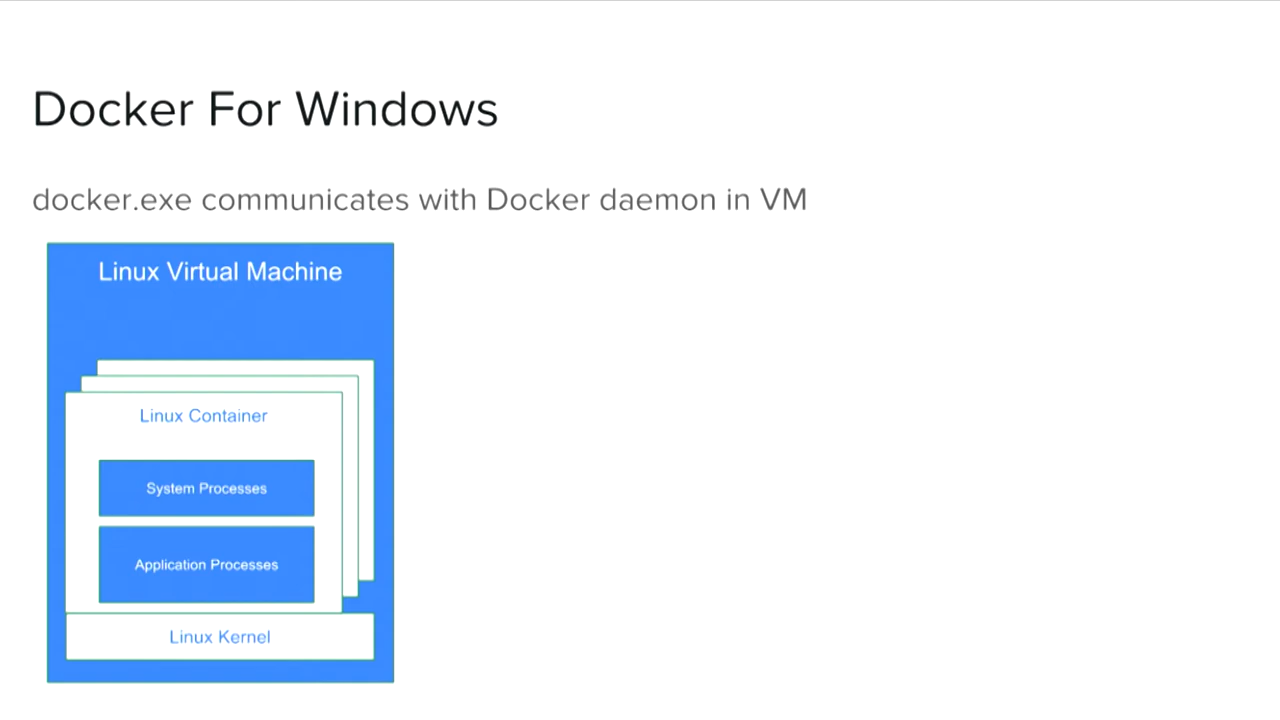 Docker For Windows
docker.exe communicates with Docker daemon in VM
Linux Virtual Machine
Linux Container
System Processes
Application Processes
Linux Kernel